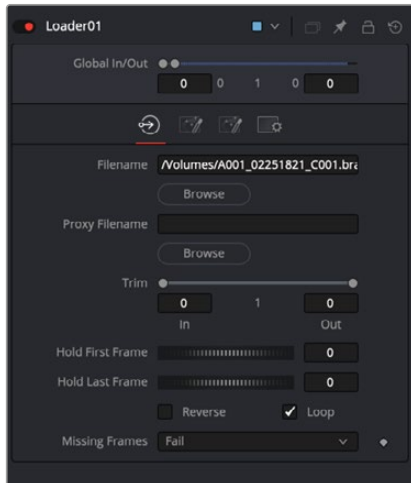 Loader01
Global In/Out
0 0 1 0 0
Filename /Volumes/A001_02251821_C001.bra
Browse
Proxy Filename
Browse
Trim
0 1 0
In Out
Hold First Frame 0
Hold Last Frame 0
Reverse Loop
Missing Frames Fail